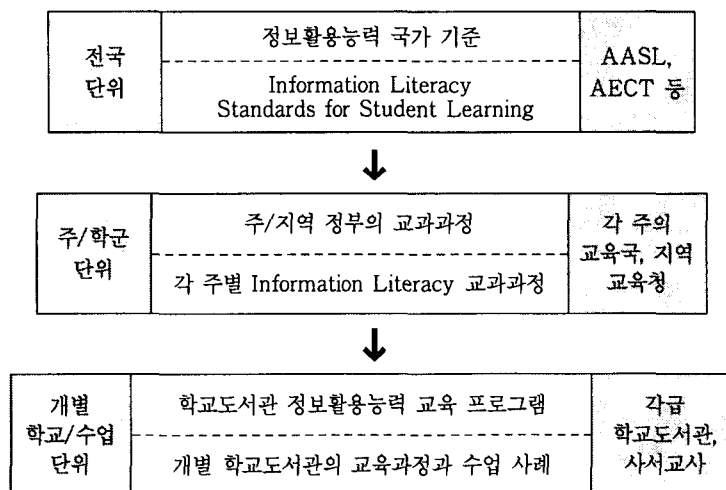 전국
단위
정보활용능력 국가 기준
Information Literacy
Standards for Student Learning
AASL,
AECT 등
주/학군
단위
주/지역 정부의 교과과정
각 주별 Information Literacy 교과과정
각 주의
교육국, 지역
교육청
개별
학교/수업
단위
학교도서관 정보활용능력 교육 프로그램
개별 학교도서관의 교육과정과 수업 사례
각급
학교도서관,
사서교사